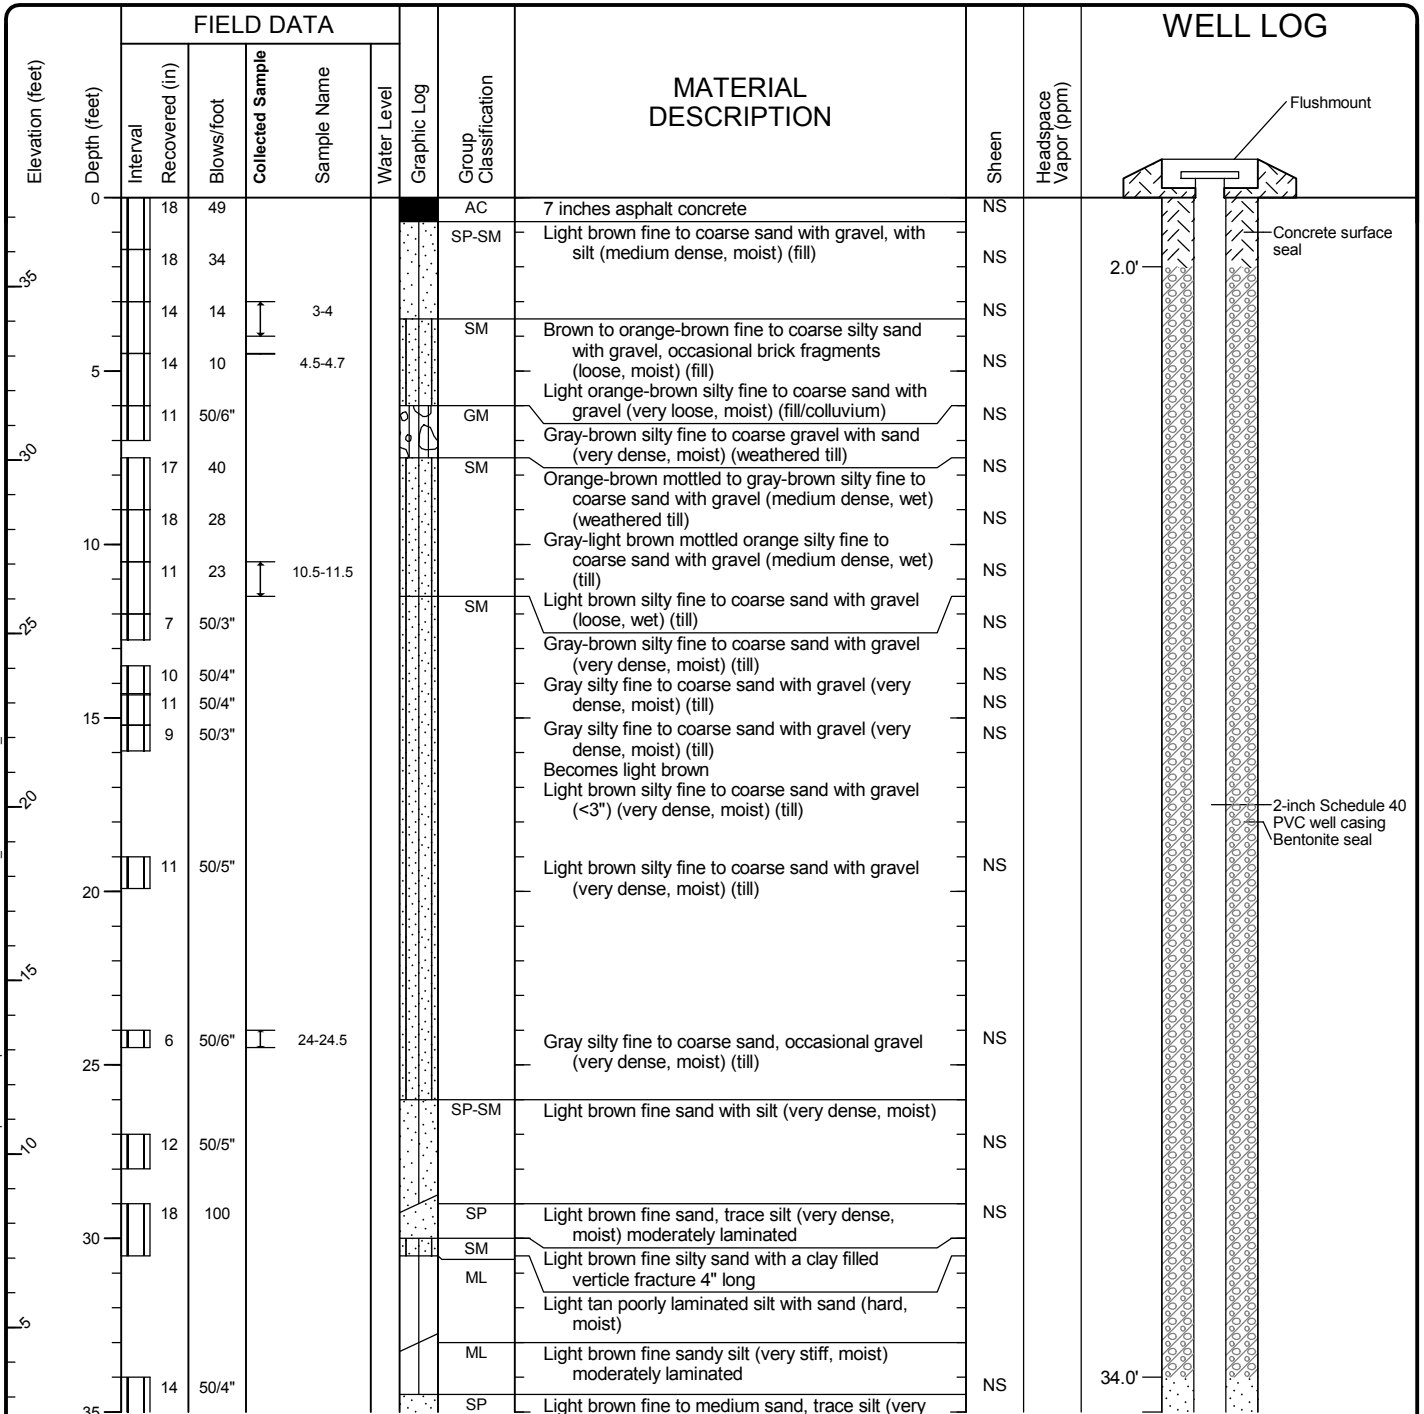 FIELD DATA
WELL LOG
Elevation (feet)
Depth (feet)
Interval
Recovered (in)
Blows/foot
Collected Sample
Sample Name
Water Level
Graphic Log
Group
Classification
MATERIAL
DESCRIPTION
Sheen
Headspace
Vapor (ppm)
Flushmount
0
18 49 AC 7 inches asphalt concrete NS
SP-SM Light brown fine to coarse sand with gravel, with
silt (medium dense, moist) (fill)
Concrete surface
seal
18 34 NS
2.0'
35
14 14 3-4 NS
SM Brown to orange-brown fine to coarse silty sand
with gravel, occasional brick fragments
(loose, moist) (fill)
14 10 4.5-4.7 NS
5
Light orange-brown silty fine to coarse sand with
gravel (very loose, moist) (fill/colluvium)
11 50/6" GM NS
Gray-brown silty fine to coarse gravel with sand
(very dense, moist) (weathered till)
30
17 40 SM NS
Orange-brown mottled to gray-brown silty fine to
coarse sand with gravel (medium dense, wet)
(weathered till)
18 28 NS
10
Gray-light brown mottled orange silty fine to
coarse sand with gravel (medium dense, wet)
(till)
11 23 10.5-11.5 NS
SM Light brown silty fine to coarse sand with gravel
(loose, wet) (till)
7 50/3" NS
25
Gray-brown silty fine to coarse sand with gravel
(very dense, moist) (till)
10 50/4" NS
Gray silty fine to coarse sand with gravel (very
dense, moist) (till)
11 50/4" NS
15
9 50/3" NS
Gray silty fine to coarse sand with gravel (very
dense, moist) (till)
Becomes light brown
Light brown silty fine to coarse sand with gravel
(<3") (very dense, moist) (till)
20
2-inch Schedule 40
PVC well casing
Bentonite seal
11 50/5" NS
Light brown silty fine to coarse sand with gravel
(very dense, moist) (till)
20
15
6 50/6" 24-24.5 NS
Gray silty fine to coarse sand, occasional gravel
(very dense, moist) (till)
25
SP-SM Light brown fine sand with silt (very dense, moist)
10
12 50/5" NS
18 100 SP NS
Light brown fine sand, trace silt (very dense,
moist) moderately laminated
30
SM Light brown fine silty sand with a clay filled
verticle fracture 4" long
ML
Light tan poorly laminated silt with sand (hard,
moist)
5
ML Light brown fine sandy silt (very stiff, moist)
moderately laminated
34.0'
14 50/4" NS
35
SP Light brown fine to medium sand, trace silt (very